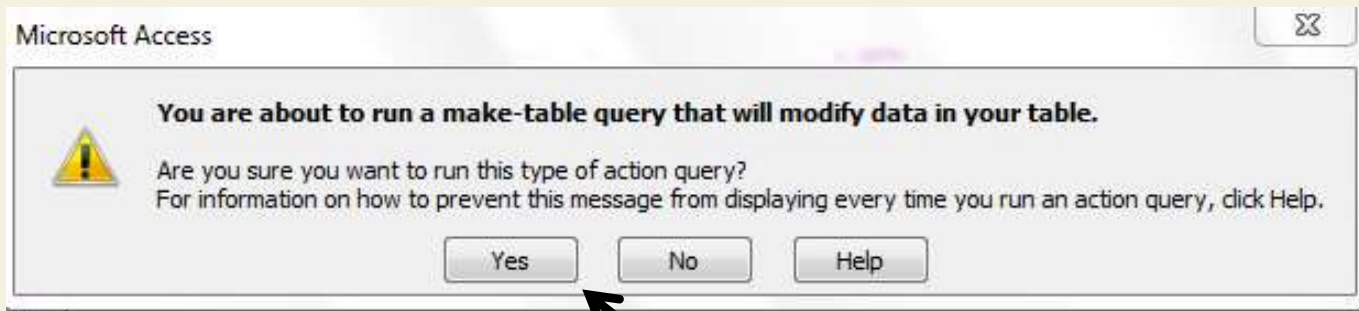 Microsoft Access
You are about to run a make-table query that will modify data in your table.
Are you sure you want to run this type of action query?
For information on how to prevent this message from displaying every time you run an action query, click Help.
Yes No Help